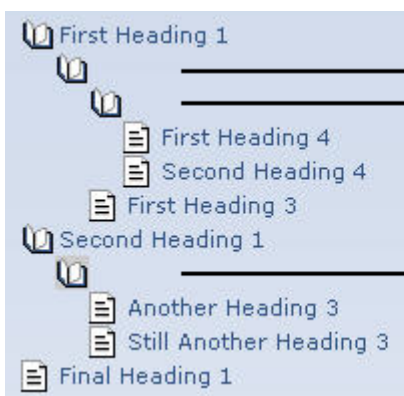 First Heading 1
First Heading 4
Second Heading 4
First Heading 3
Second Heading 1
Another Heading 3
Still Another Heading 3
Final Heading 1